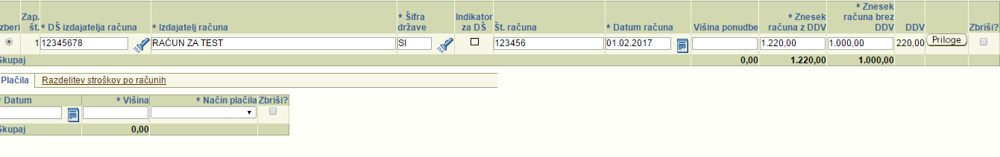 zberi Zap. št. * DŠ izdajatelja računa * Izdajatelj računa * Šifra države Indikator za DŠ Št. računa * Datum računa Višina ponudbe * Znesek računa z DDV * Znesek računa brez DDV DDV Zbriši?
1 12345678 RAČUN ZA TEST SI 123456 01.02.2017 1.220,00 1.000,00 220,00 Priloge
Skupaj 0,00 1.220,00 1.000,00
Plačila Razdelitev stroškov po računih
* Datum * Višina * Način plačila Zbriši?
Skupaj 0,00